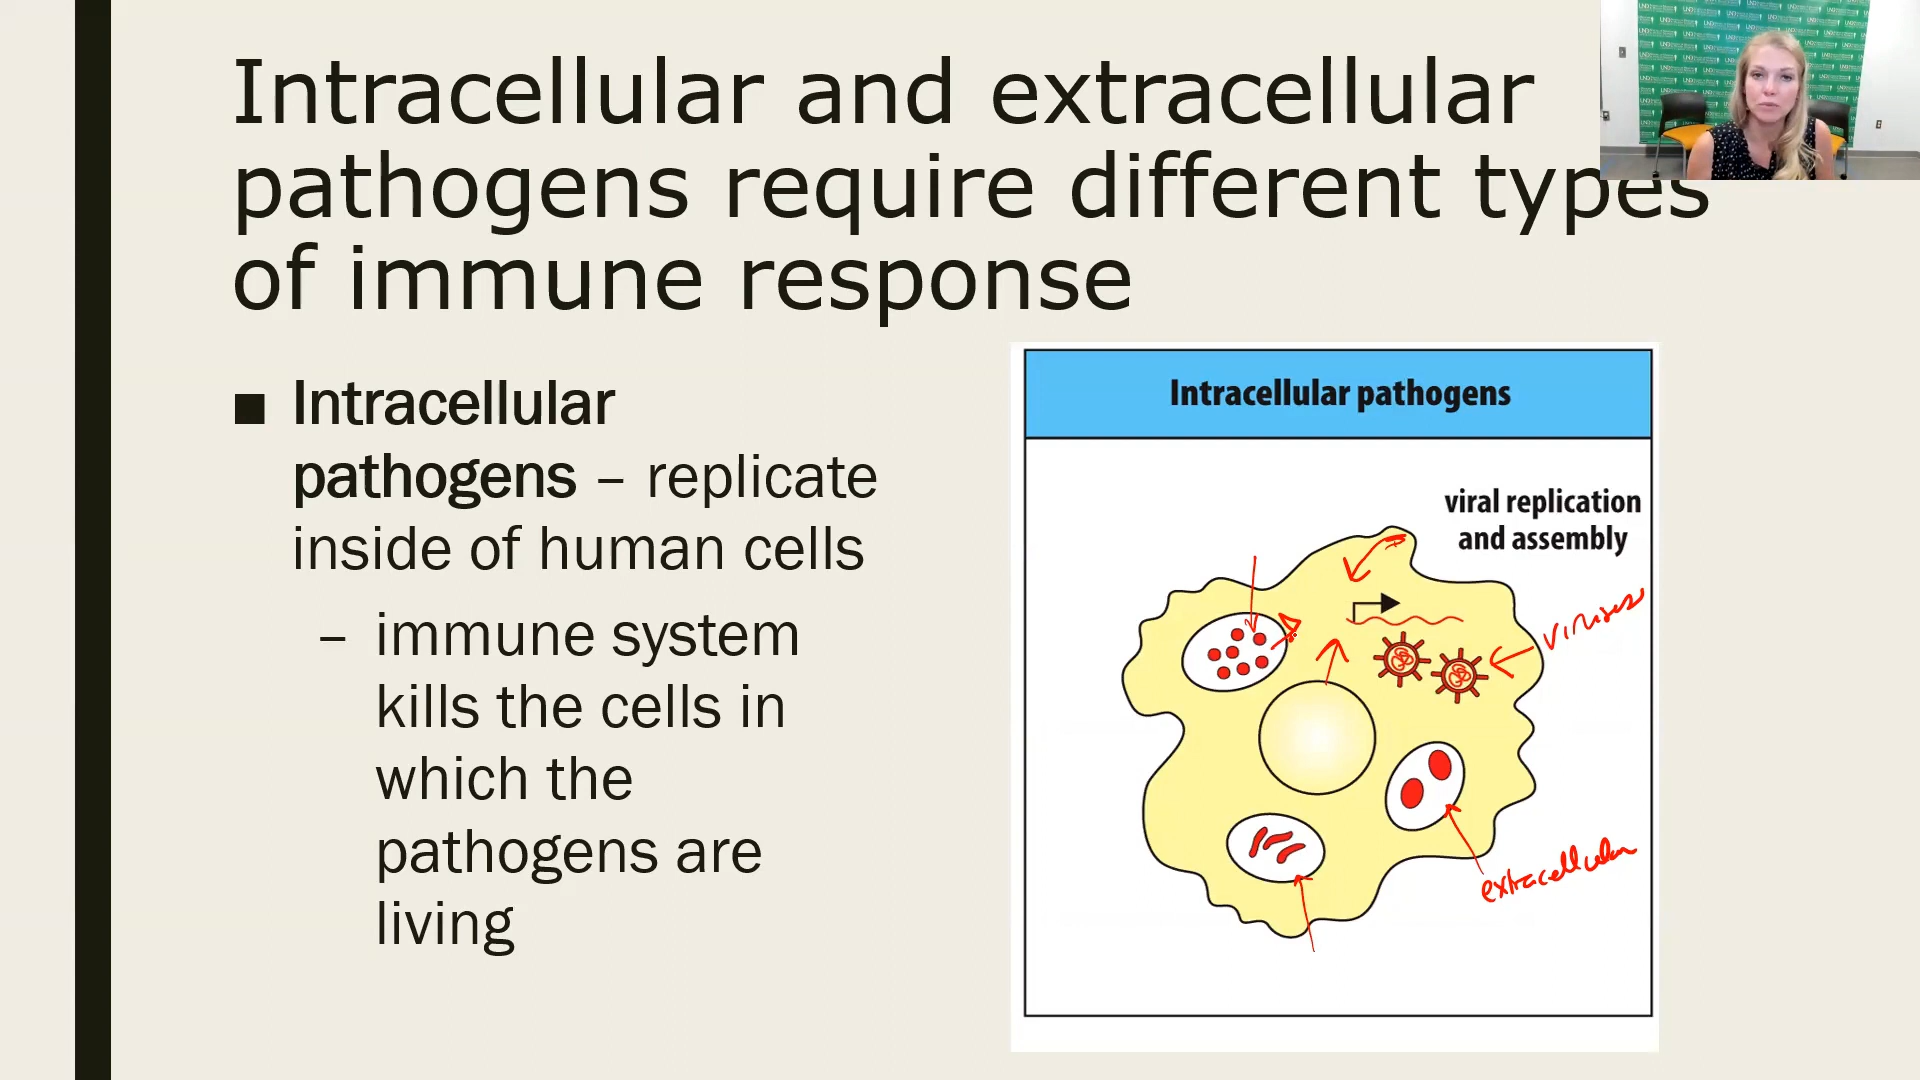 Intracellular and extracellular
pathogens require different types
of immune response
■ Intracellular
pathogens – replicate
inside of human cells
– immune system
kills the cells in
which the
pathogens are
living
Intracellular pathogens
viral replication
and assembly
viruses
extracellular